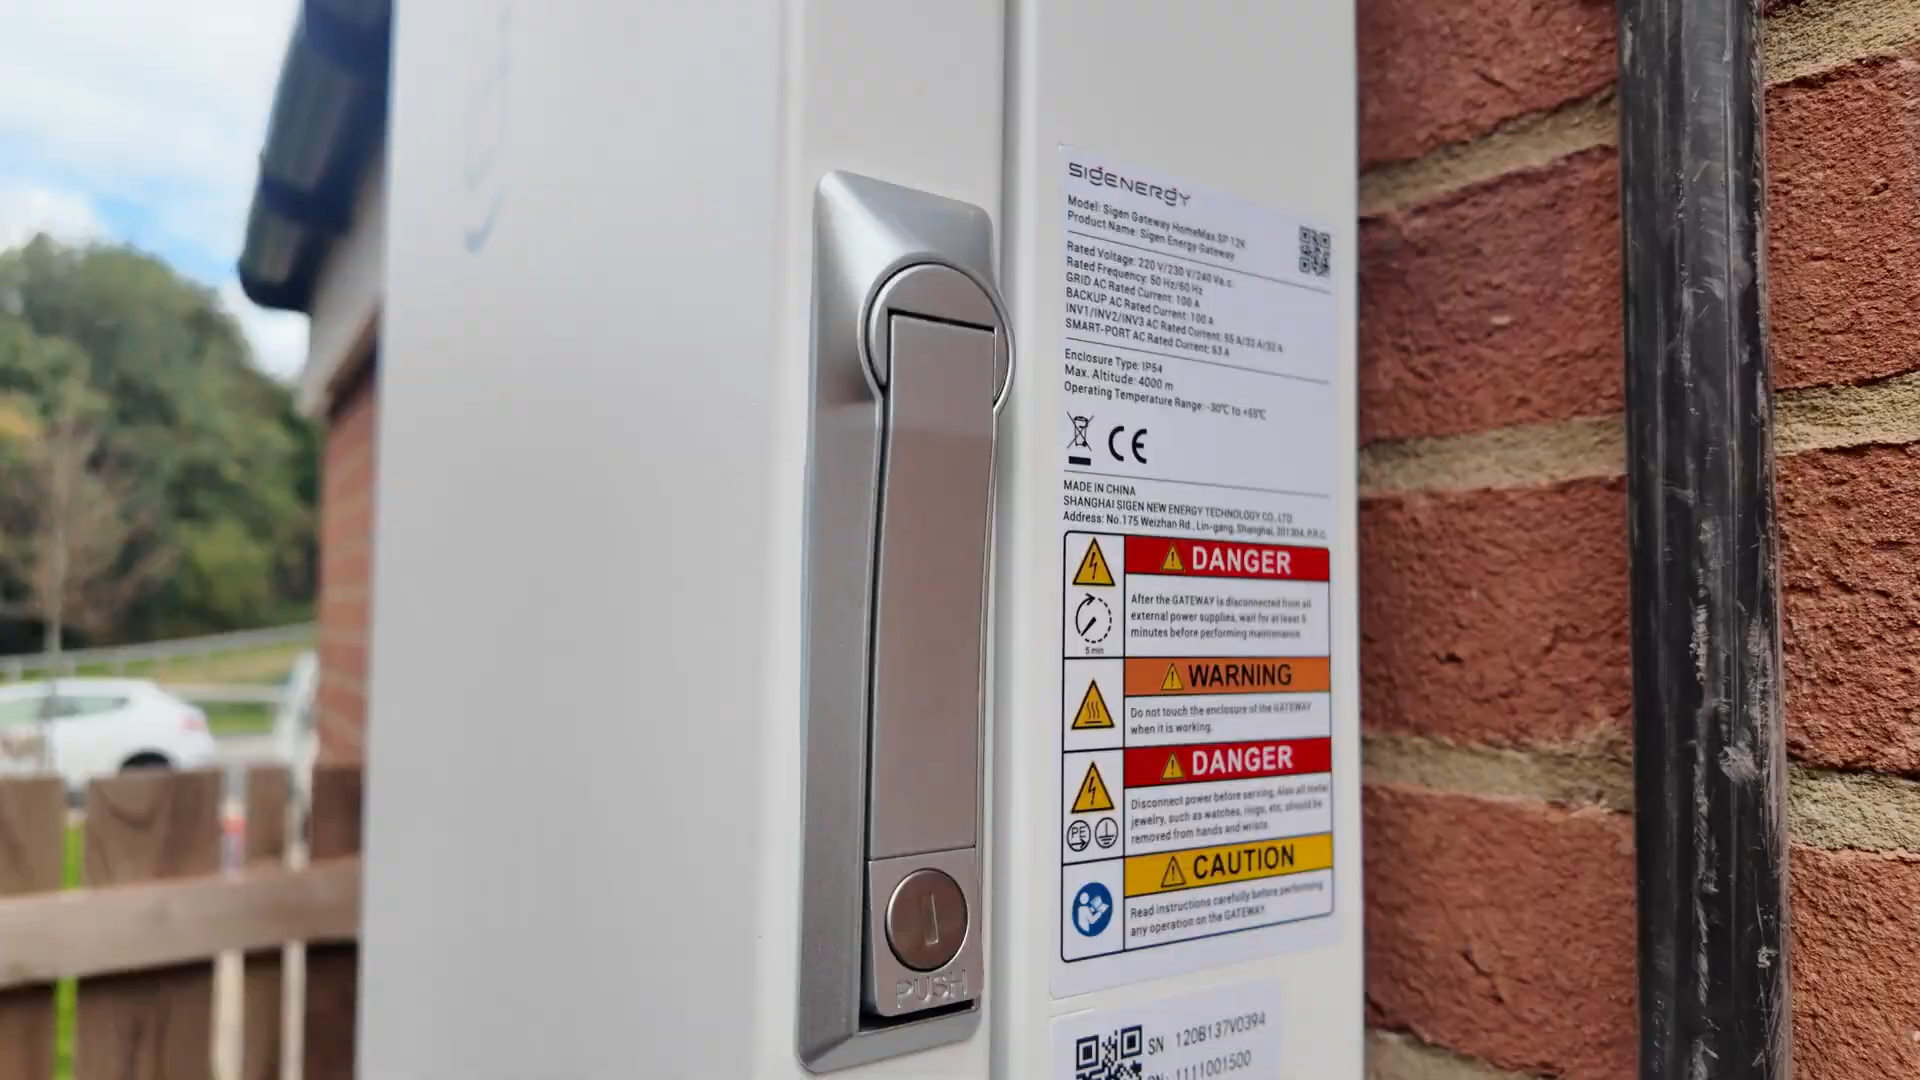 SIGENERGY
Model: Sigen Gateway HomeMax SP 12K
Product Name: Sigen Energy Gateway
Rated Voltage: 220 V/230 V/240 Va.c.
Rated Frequency: 50 Hz/60 Hz
GRID AC Rated Current: 100 A
BACKUP AC Rated Current: 100 A
INV1/INV2/INV3 AC Rated Current: 55 A/32 A/32 A
SMART-PORT AC Rated Current: 63 A
Enclosure Type: IP54
Max. Altitude: 4000 m
Operating Temperature Range: -30℃ to +55℃
CE
MADE IN CHINA
SHANGHAI SIGEN NEW ENERGY TECHNOLOGY CO., LTD.
Address: No.175 Weizhan Rd., Lin-gang, Shanghai, 201304, P.R.C.
DANGER
After the GATEWAY is disconnected from all
external power supplies, wait for at least 5
minutes before performing maintenance.
5 min
WARNING
Do not touch the enclosure of the GATEWAY
when it is working.
DANGER
Disconnect power before serving. Also all metal
jewelry, such as watches, rings, etc, should be
removed from hands and wrists.
PE
CAUTION
Read instructions carefully before performing
any operation on the GATEWAY.
PUSH
SN 120B137V0394
1111001500